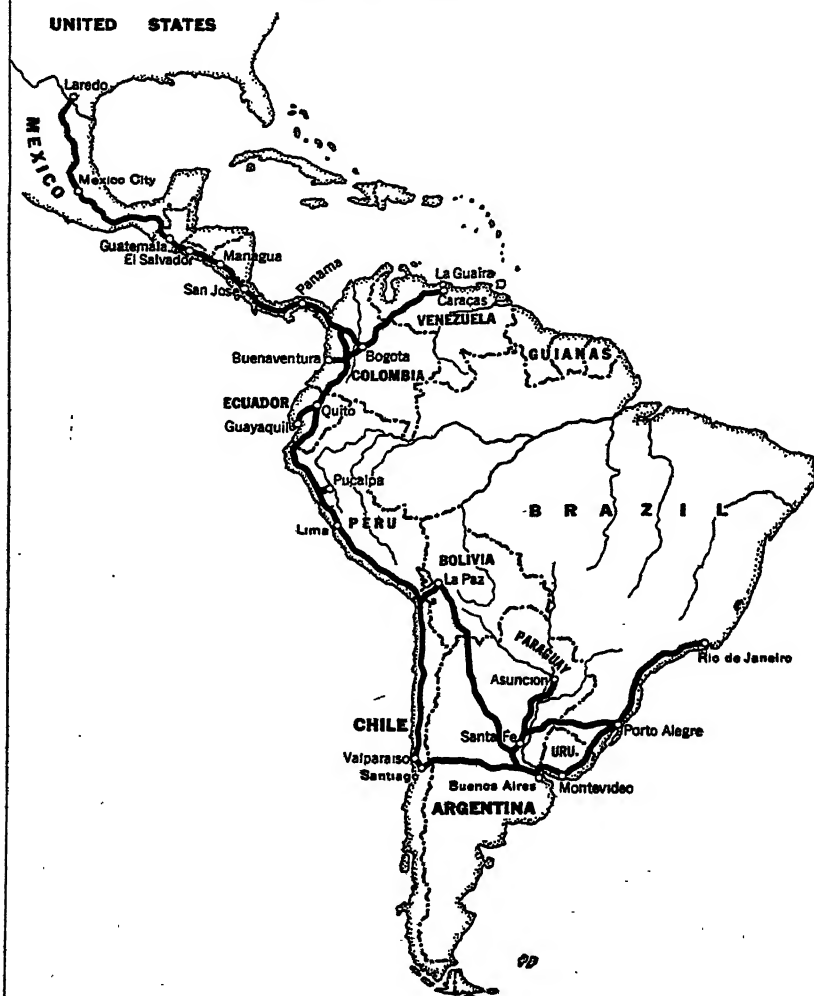 UNITED STATES
Laredo
MEXICO
Mexico City
Guatemala
El Salvador
Managua
San Jose
Panama
La Guaira
Caraças
VENEZUELA
GUIANAS
Buenaventura
Bogota
COLOMBIA
ECUADOR
Quito
Guayaquil
Pucalpa
PERU
Lima
BRAZIL
BOLIVIA
La Paz
PARAGUAY
Rio de Janeiro
Asuncion
CHILE
Santa Fe
Porto Alegre
URU.
Valparaiso
Santiago
Buenos Aires
Montevideo
ARGENTINA